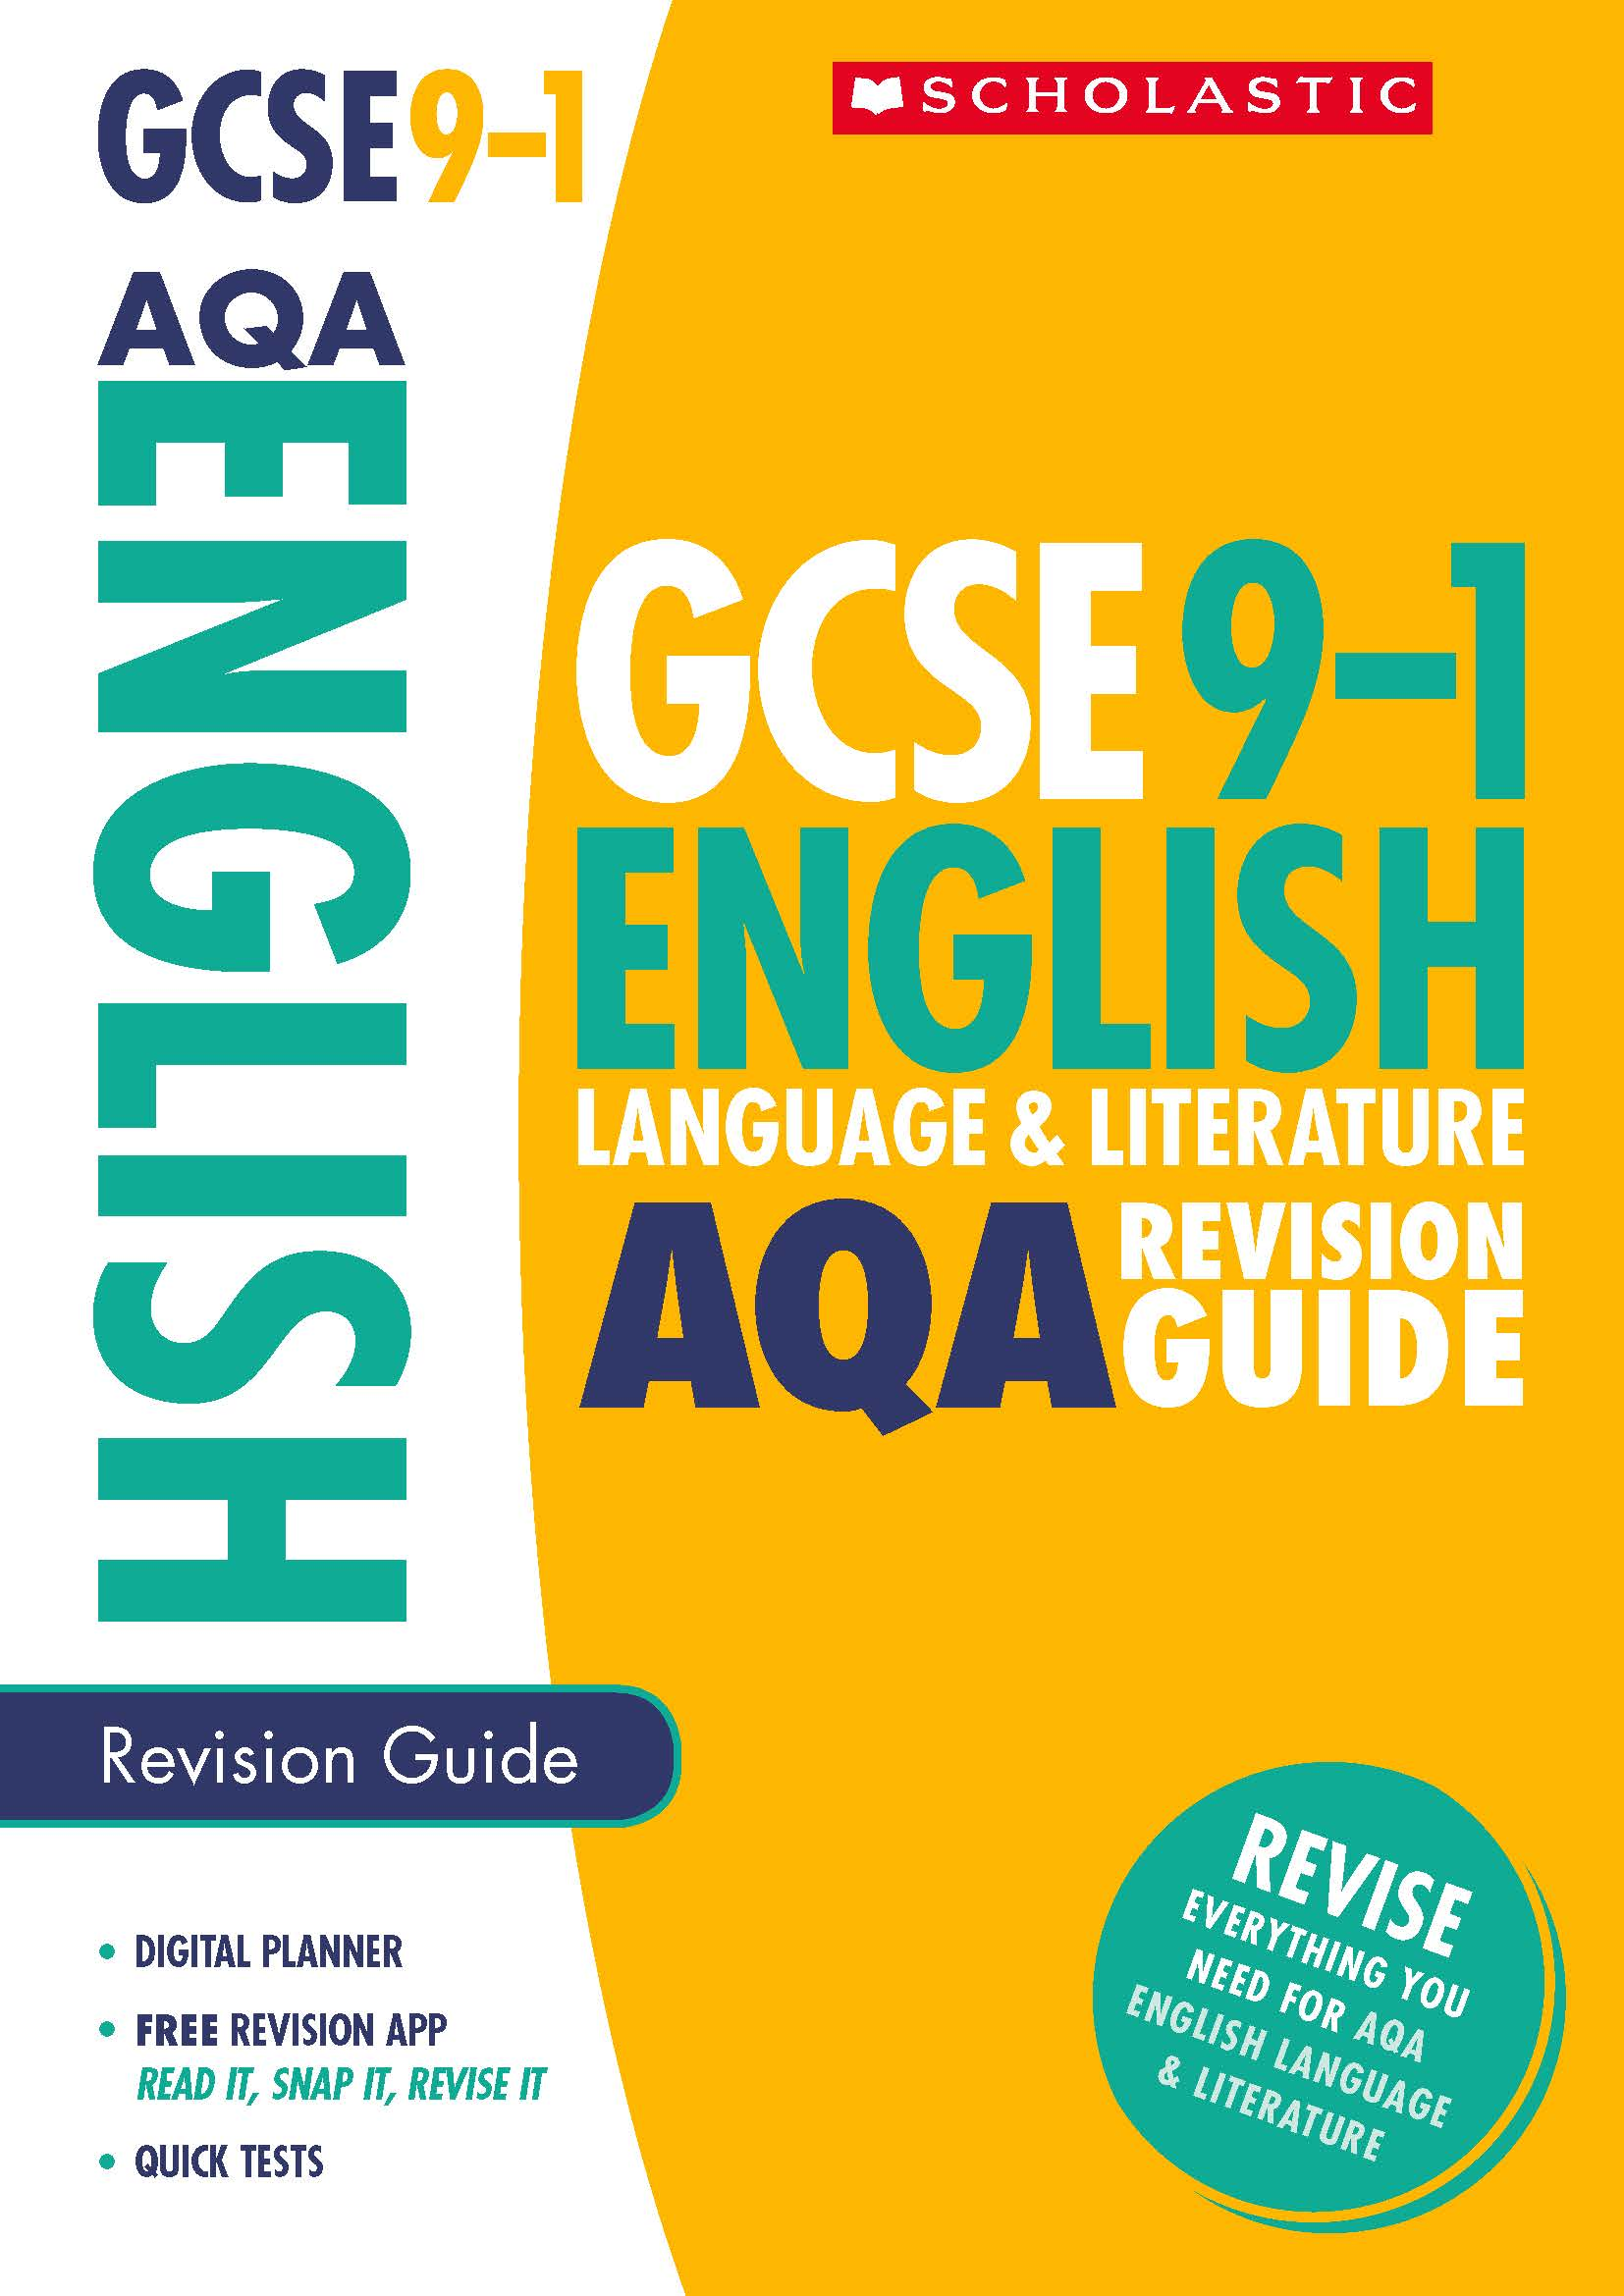 GCSE 9–1
AQA
ENGLISH
Revision Guide
• DIGITAL PLANNER
• FREE REVISION APP
READ IT, SNAP IT, REVISE IT
• QUICK TESTS
SCHOLASTIC
GCSE 9–1
ENGLISH
LANGUAGE & LITERATURE
AQA REVISION
GUIDE
REVISE
EVERYTHING YOU
NEED FOR AQA
ENGLISH LANGUAGE
& LITERATURE